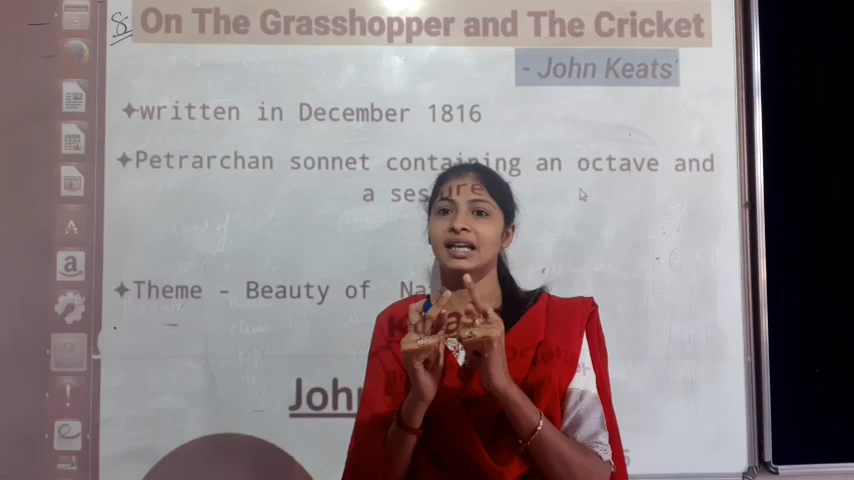 On The Grasshopper and The Cricket
- John Keats
✦written in December 1816
✦Petrarchan sonnet containing an octave and
a ses
✦Theme - Beauty of Na
John